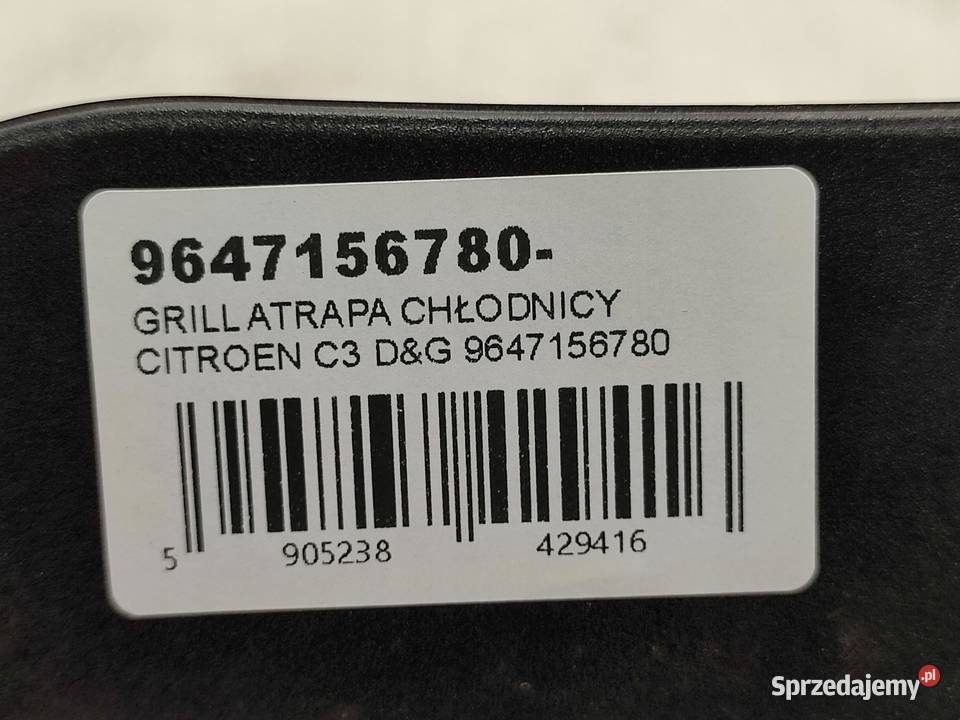 9647156780-
GRILL ATRAPA CHŁODNICY
CITROEN C3 D&G 9647156780
5 905238 429416
Sprzedajemy.pl